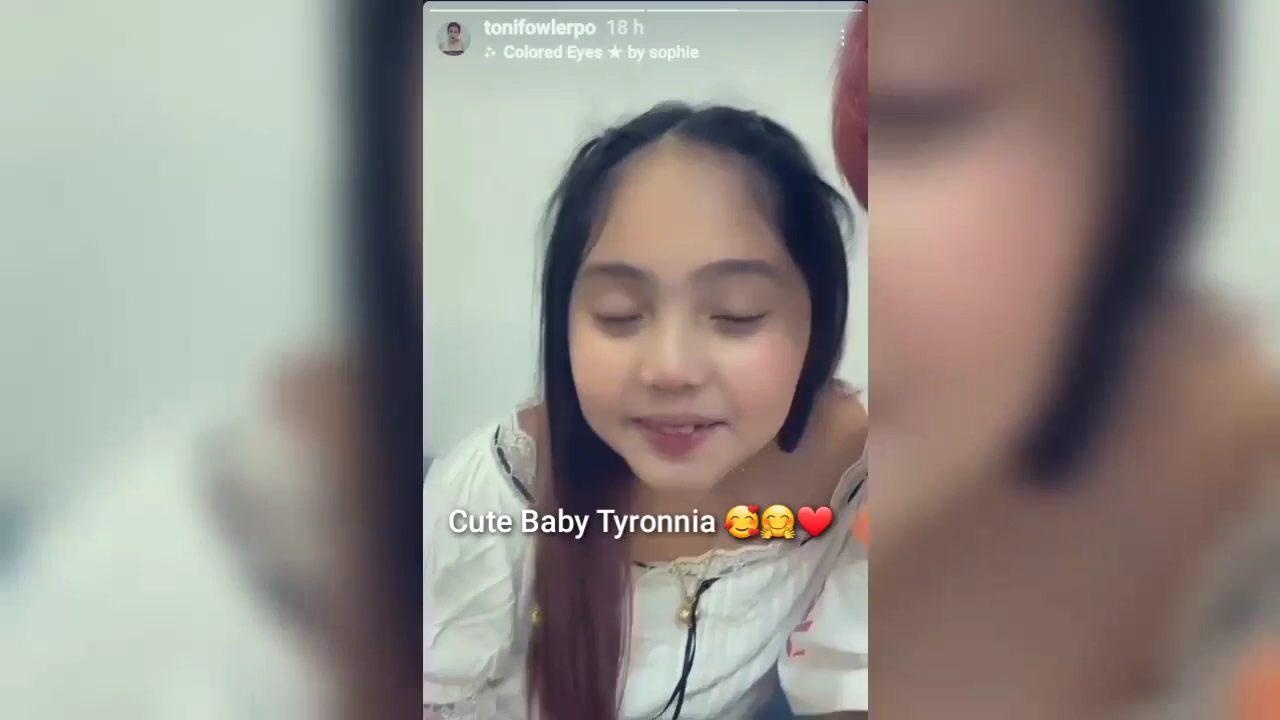 tonifowlerpo 18 h
Colored Eyes ★ by sophie
Cute Baby Tyronnia 🥰🤗❤️